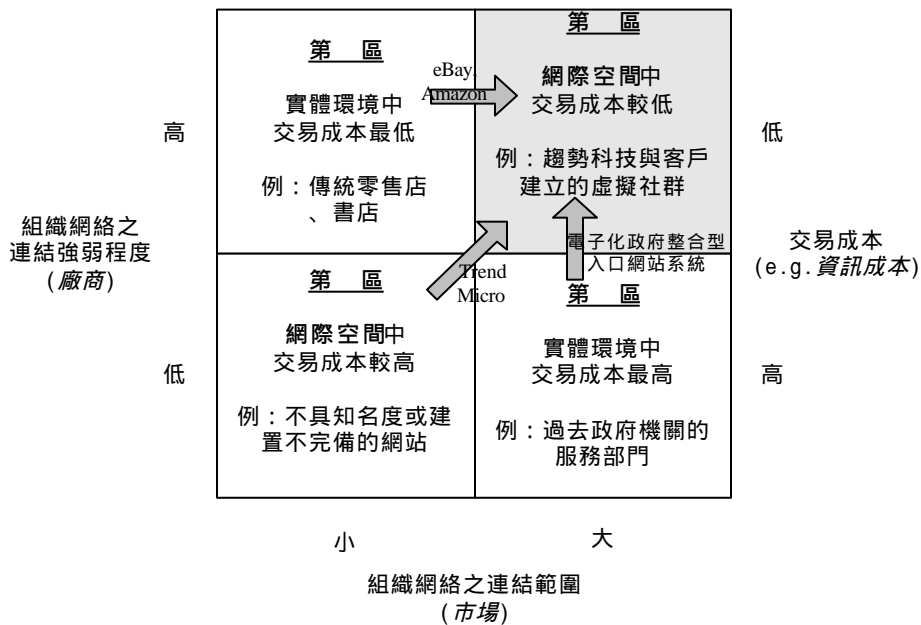 第 區
實體環境中
交易成本最低
例：傳統零售店
、書店
eBay,
Amazon
第 區
網際空間中
交易成本較低
例：趨勢科技與客戶
建立的虛擬社群
高
低
組織網絡之
連結強弱程度
(廠商)
交易成本
(e.g.資訊成本)
電子化政府整合型
入口網站系統
Trend
Micro
第 區
網際空間中
交易成本較高
例：不具知名度或建
置不完備的網站
第 區
實體環境中
交易成本最高
例：過去政府機關的
服務部門
低
高
小
大
組織網絡之連結範圍
(市場)